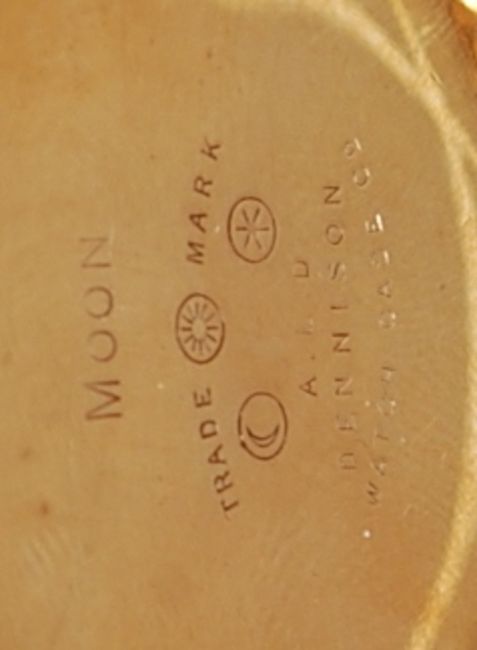 MOON
TRADE MARK
A.L.D
DENNISON
WATCH CASE Co